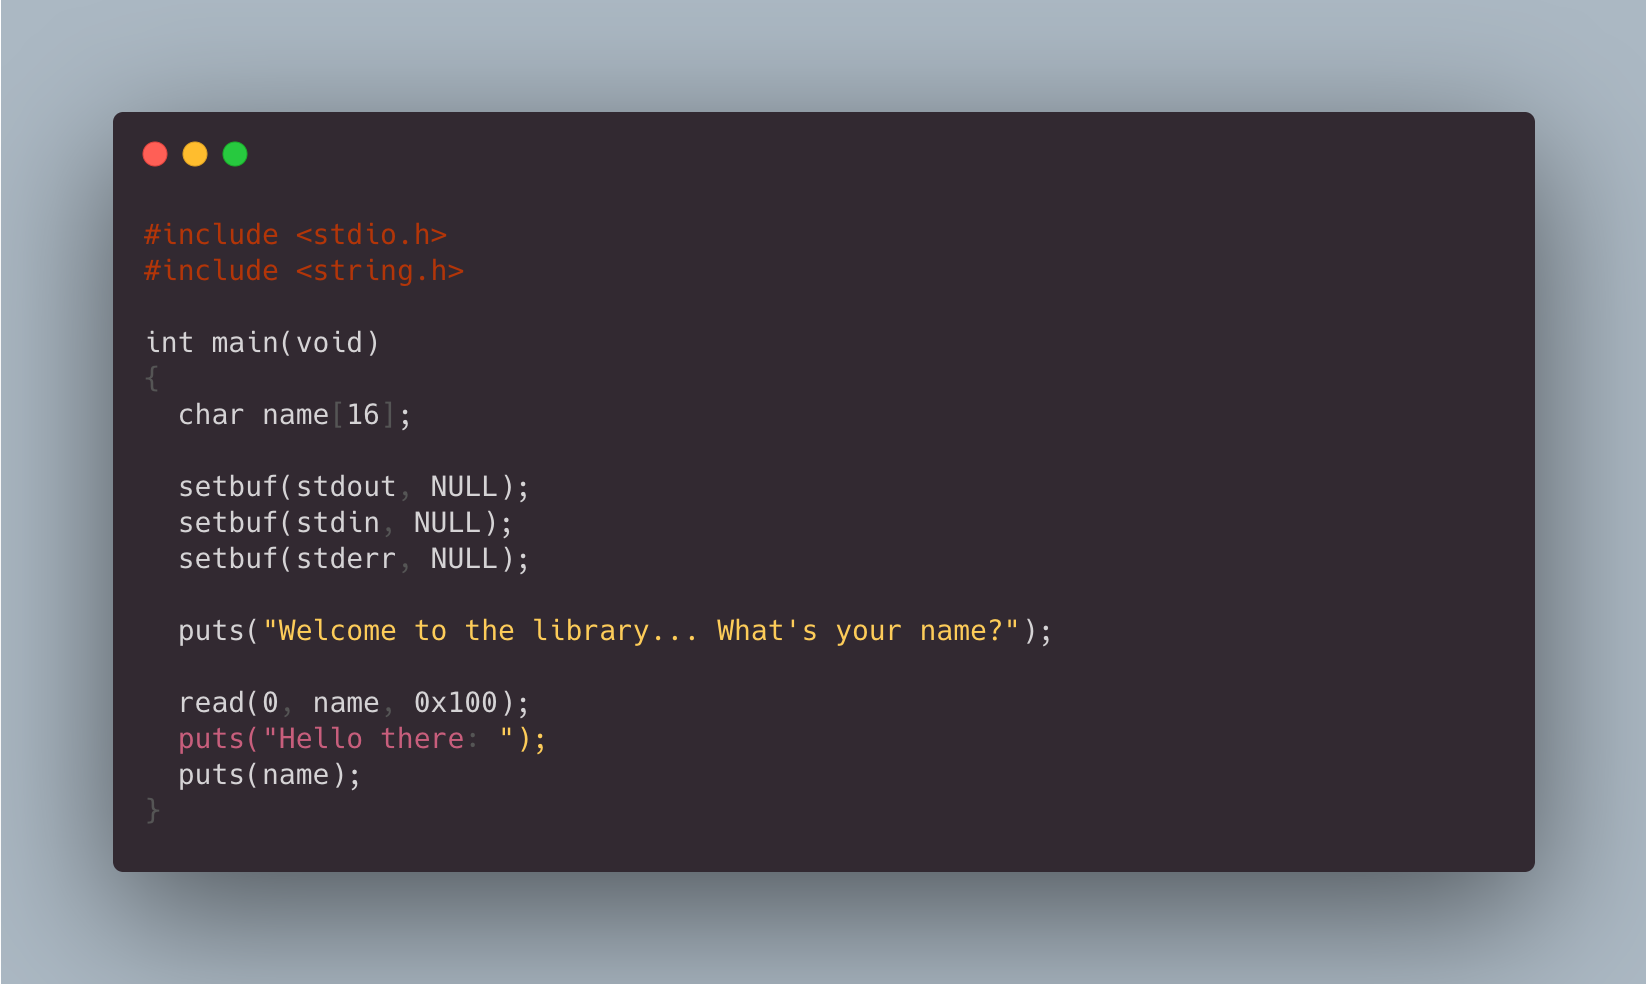 #include <stdio.h>
#include <string.h>
int main(void)
{
char name[16];
setbuf(stdout, NULL);
setbuf(stdin, NULL);
setbuf(stderr, NULL);
puts("Welcome to the library... What's your name?");
read(0, name, 0x100);
puts("Hello there: ");
puts(name);
}